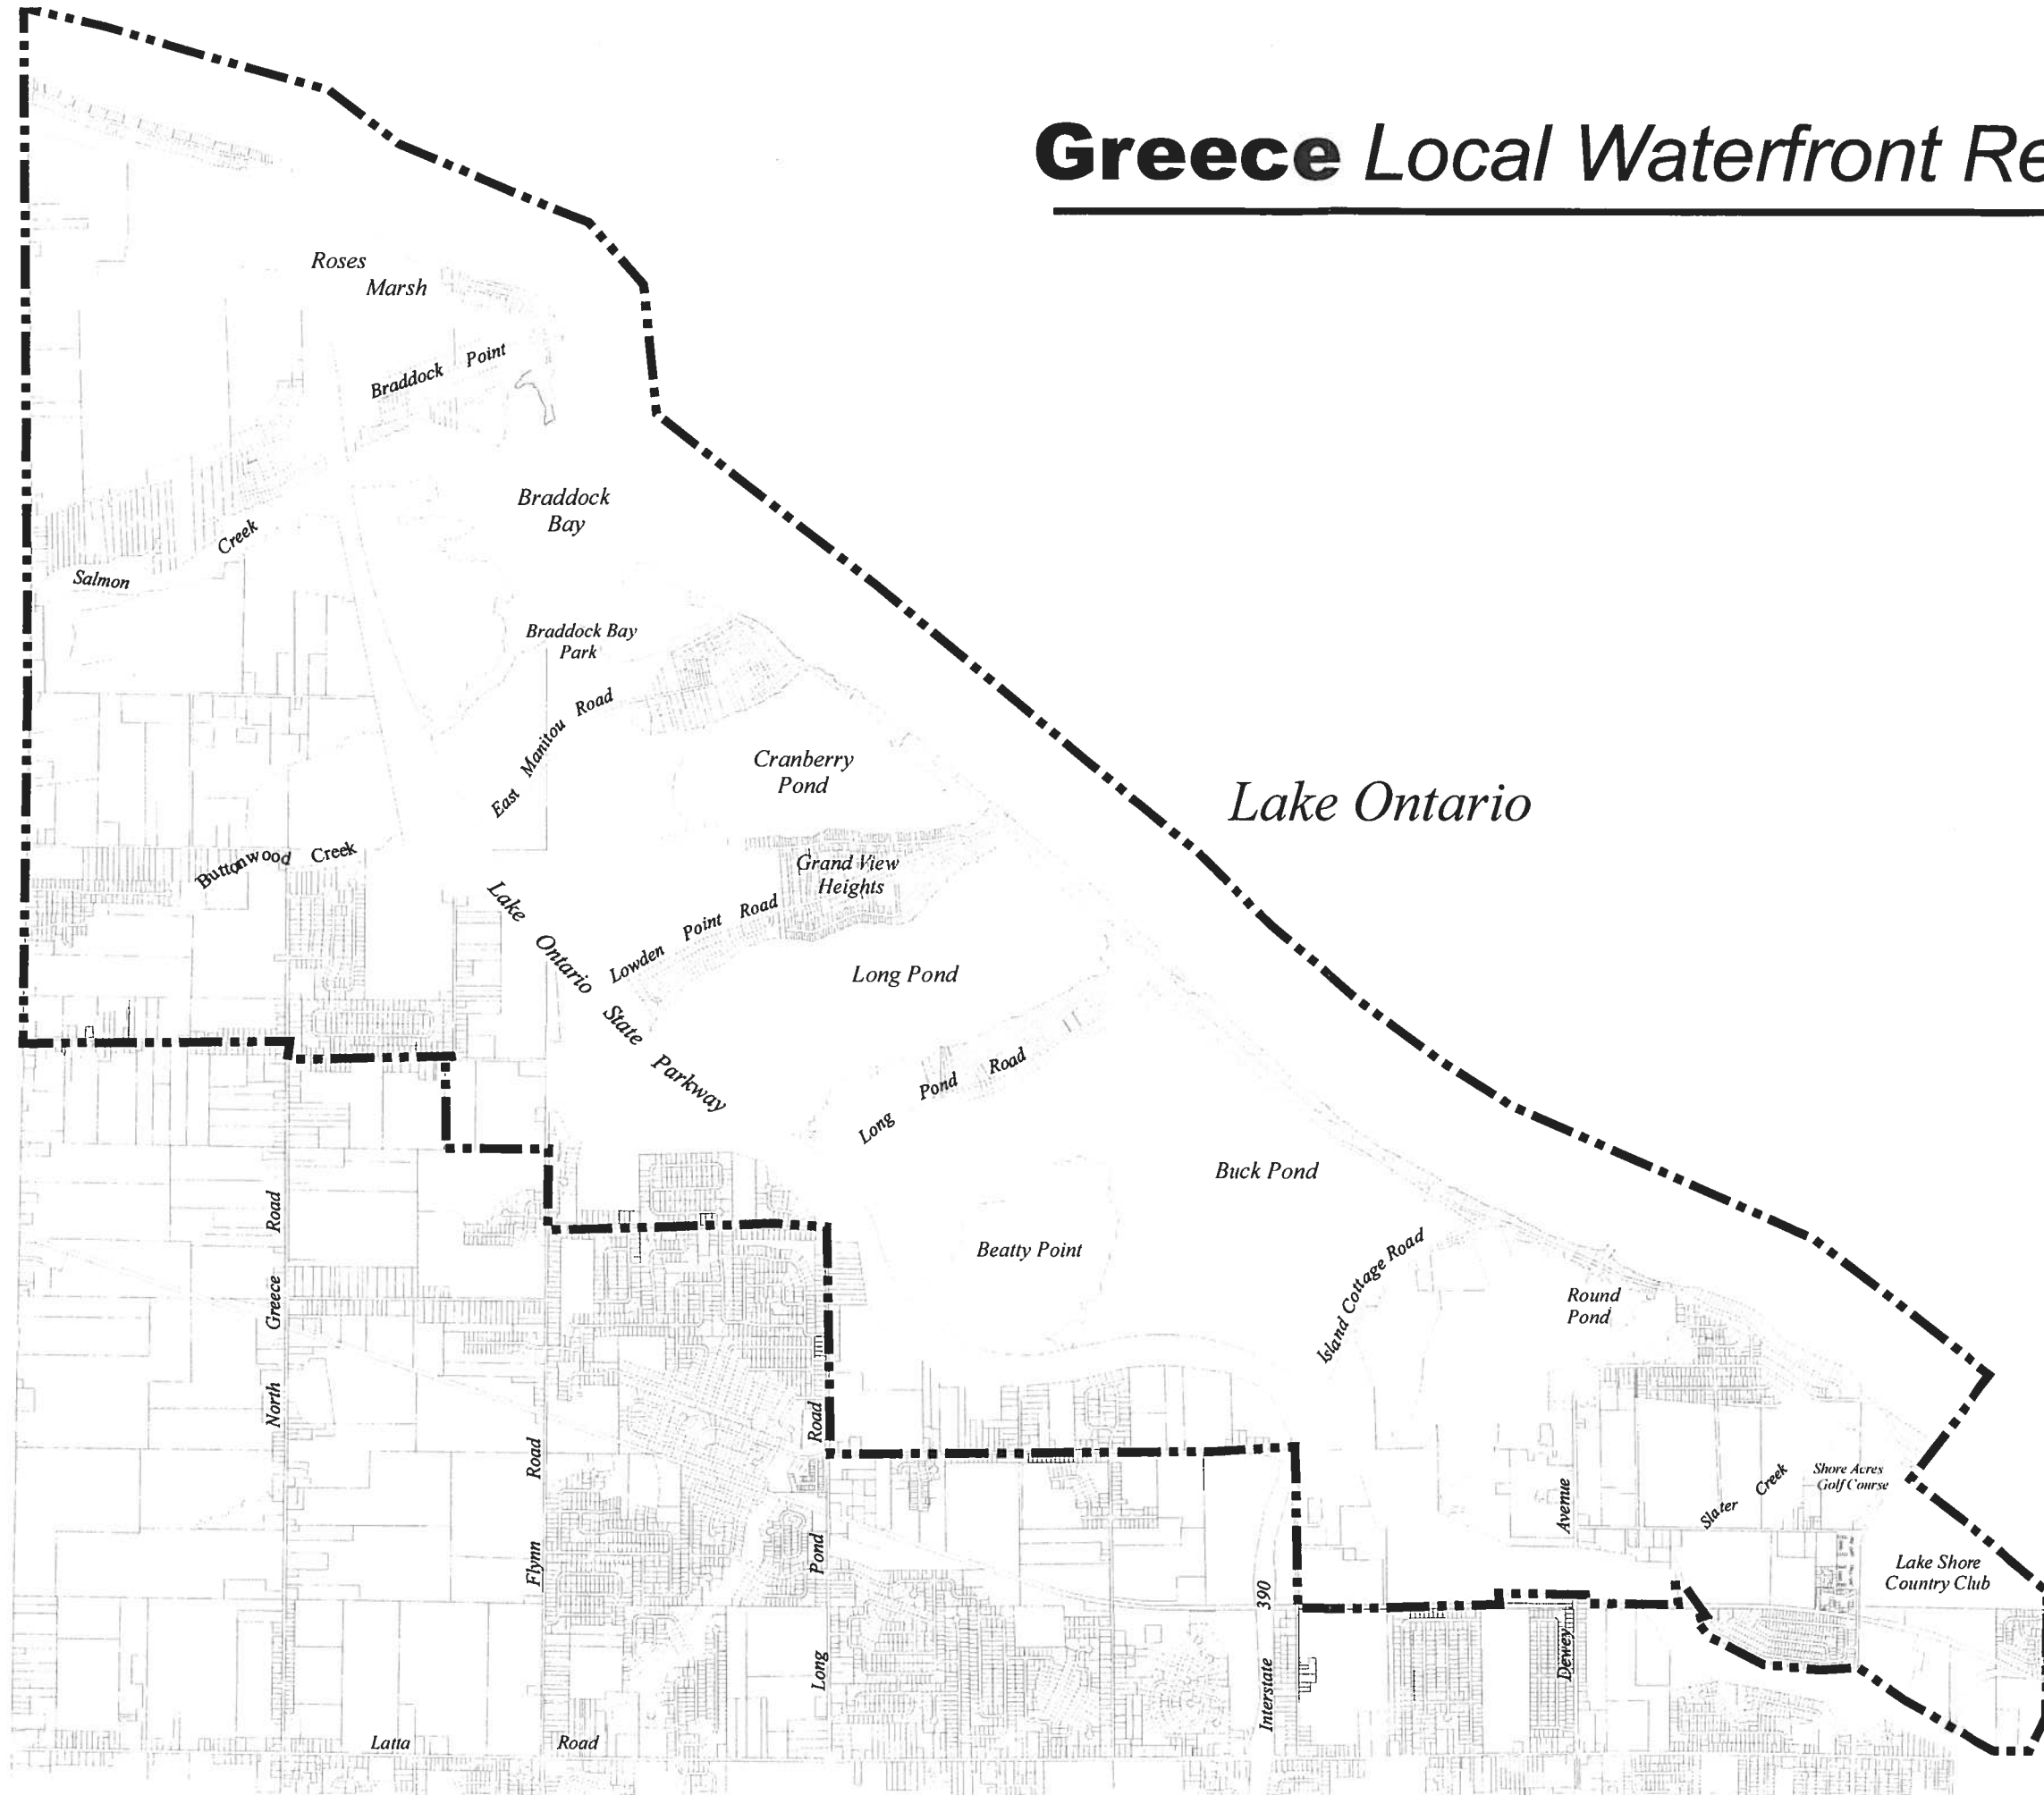 Greece Local Waterfront Re
Roses
Marsh
Braddock Point
Braddock
Bay
Salmon Creek
Braddock Bay
Park
East Manitou Road
Cranberry
Pond
Lake Ontario
Buttonwood Creek
Grand View
Heights
Lowden Point Road
Lake Ontario State Parkway
Long Pond
Long Pond Road
Buck Pond
Beatty Point
Island Cottage Road
Round
Pond
North Greece Road
Flynn Road
Long Pond Road
Interstate 390
Dewey Avenue
Slater Creek
Shore Acres
Golf Course
Lake Shore
Country Club
Latta Road